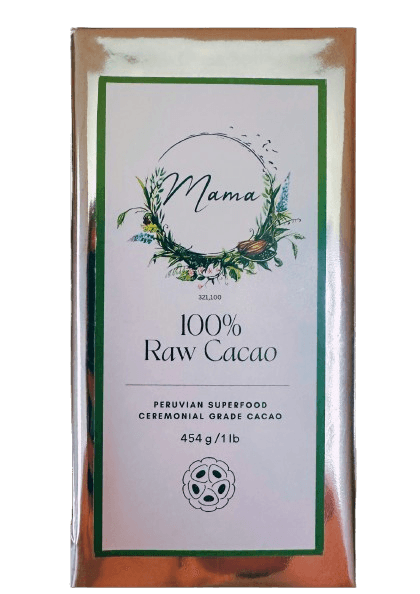 Mama
321,100
100%
Raw Cacao
PERUVIAN SUPERFOOD
CEREMONIAL GRADE CACAO
454 g / 1 lb